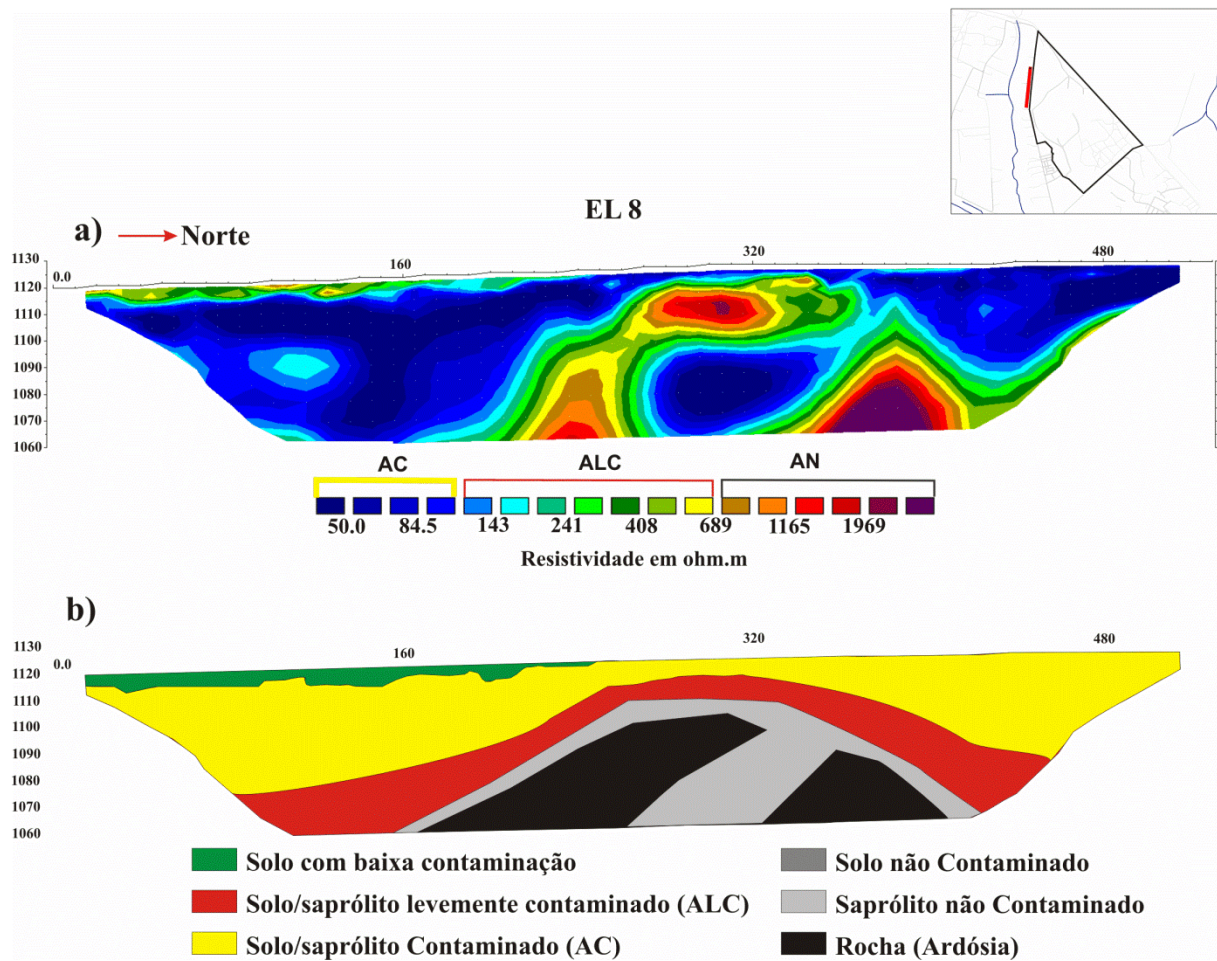 EL 8
a) Norte
1130
1120
1100
1090
1080
1070
1060
0.0 160 320 480
AC ALC AN
50.0 84.5 143 241 408 689 1165 1969
Resistividade em ohm.m
b)
1130
1120
1110
1100
1090
1080
1070
1060
0.0 160 320 480
Solo com baixa contaminação
Solo/saprólito levemente contaminado (ALC)
Solo/saprólito Contaminado (AC)
Solo não Contaminado
Saprólito não Contaminado
Rocha (Ardósia)